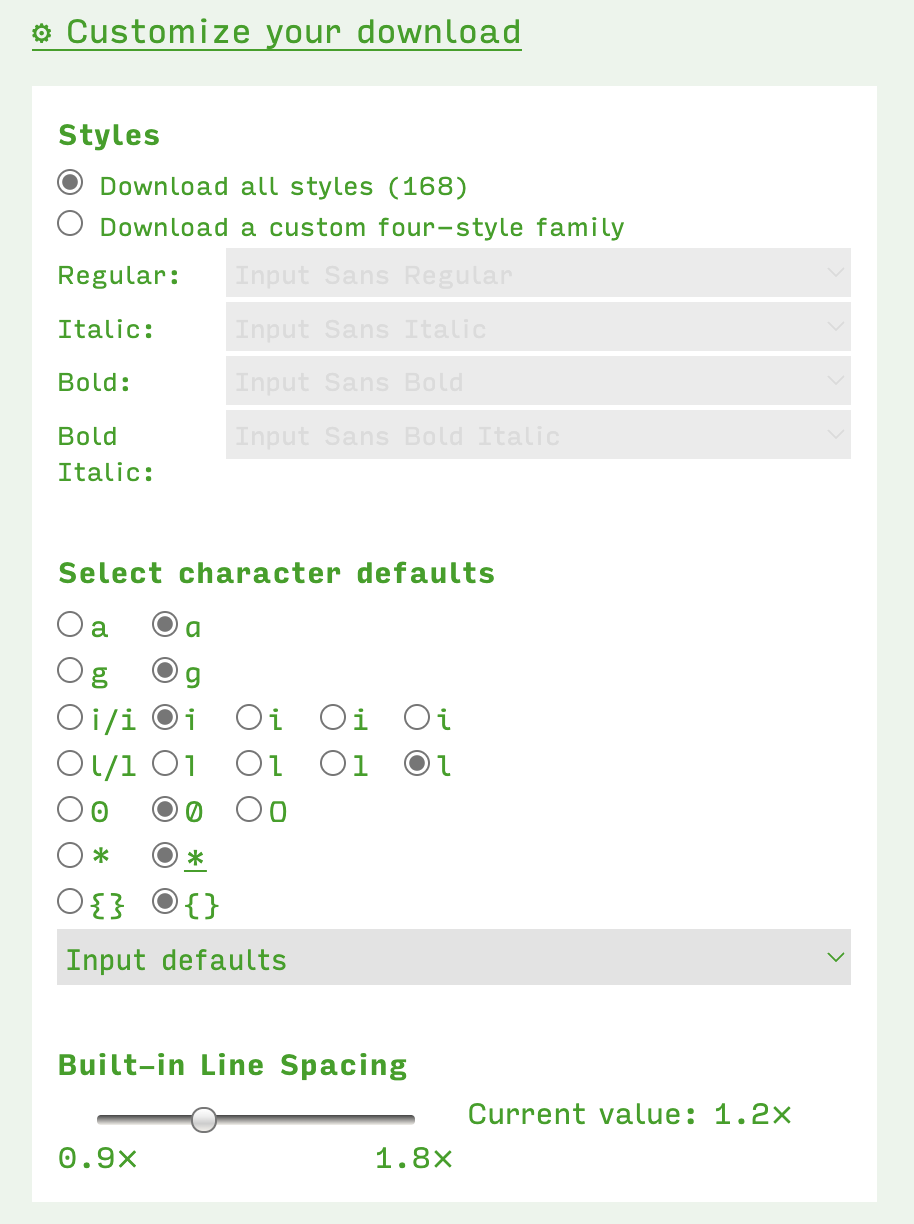 ⚙ Customize your download
Styles
Download all styles (168)
Download a custom four–style family
Regular: Input Sans Regular
Italic: Input Sans Italic
Bold: Input Sans Bold
Bold Italic: Input Sans Bold Italic
Select character defaults
a a
g g
i/i i i i i
l/l l l l l
0 0 0
* *
{} {}
Input defaults
Built–in Line Spacing
Current value: 1.2×
0.9× 1.8×